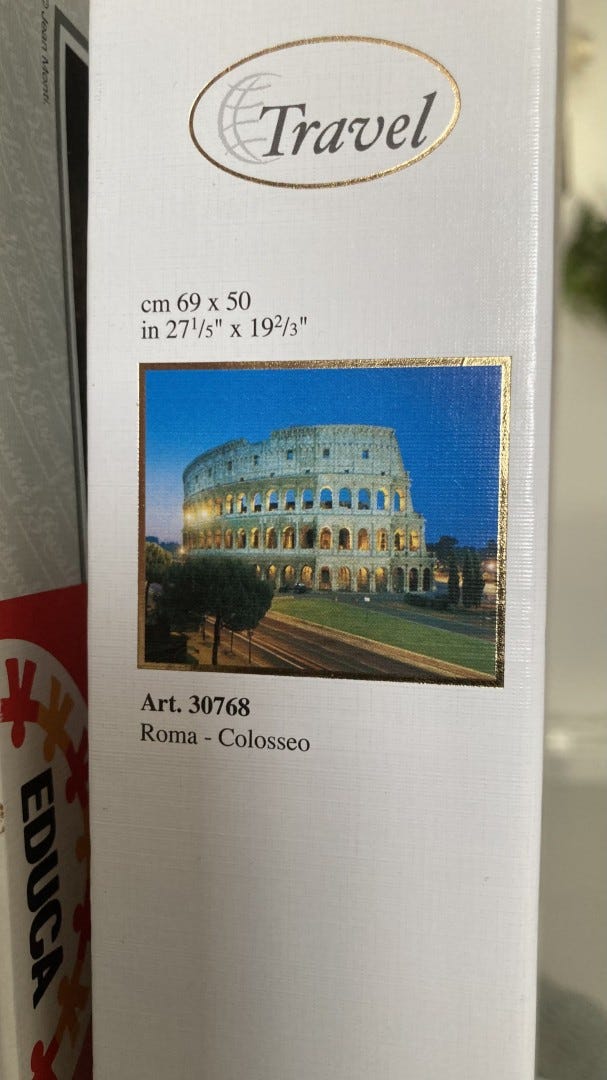 Travel
cm 69 x 50
in 27¹/₅" x 19²/₃"
Art. 30768
Roma - Colosseo
EDUCA